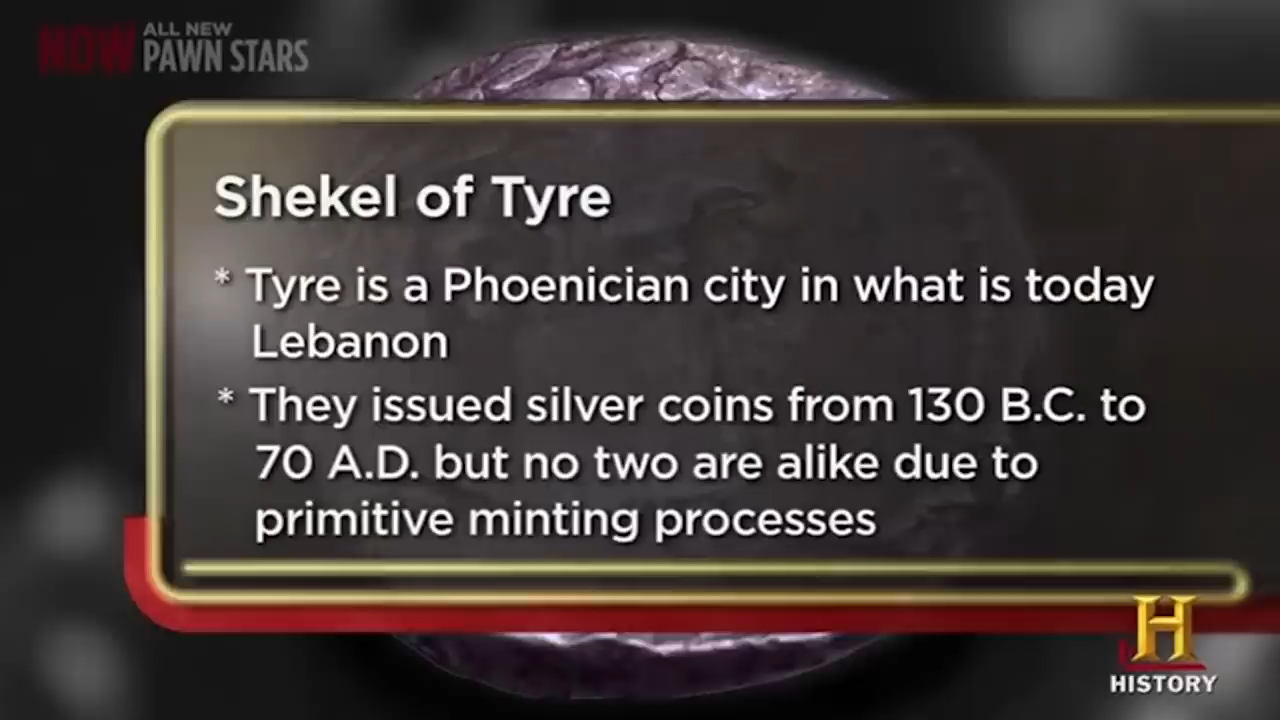 NOW ALL NEW
PAWN STARS
Shekel of Tyre
* Tyre is a Phoenician city in what is today
Lebanon
* They issued silver coins from 130 B.C. to
70 A.D. but no two are alike due to
primitive minting processes
H
HISTORY